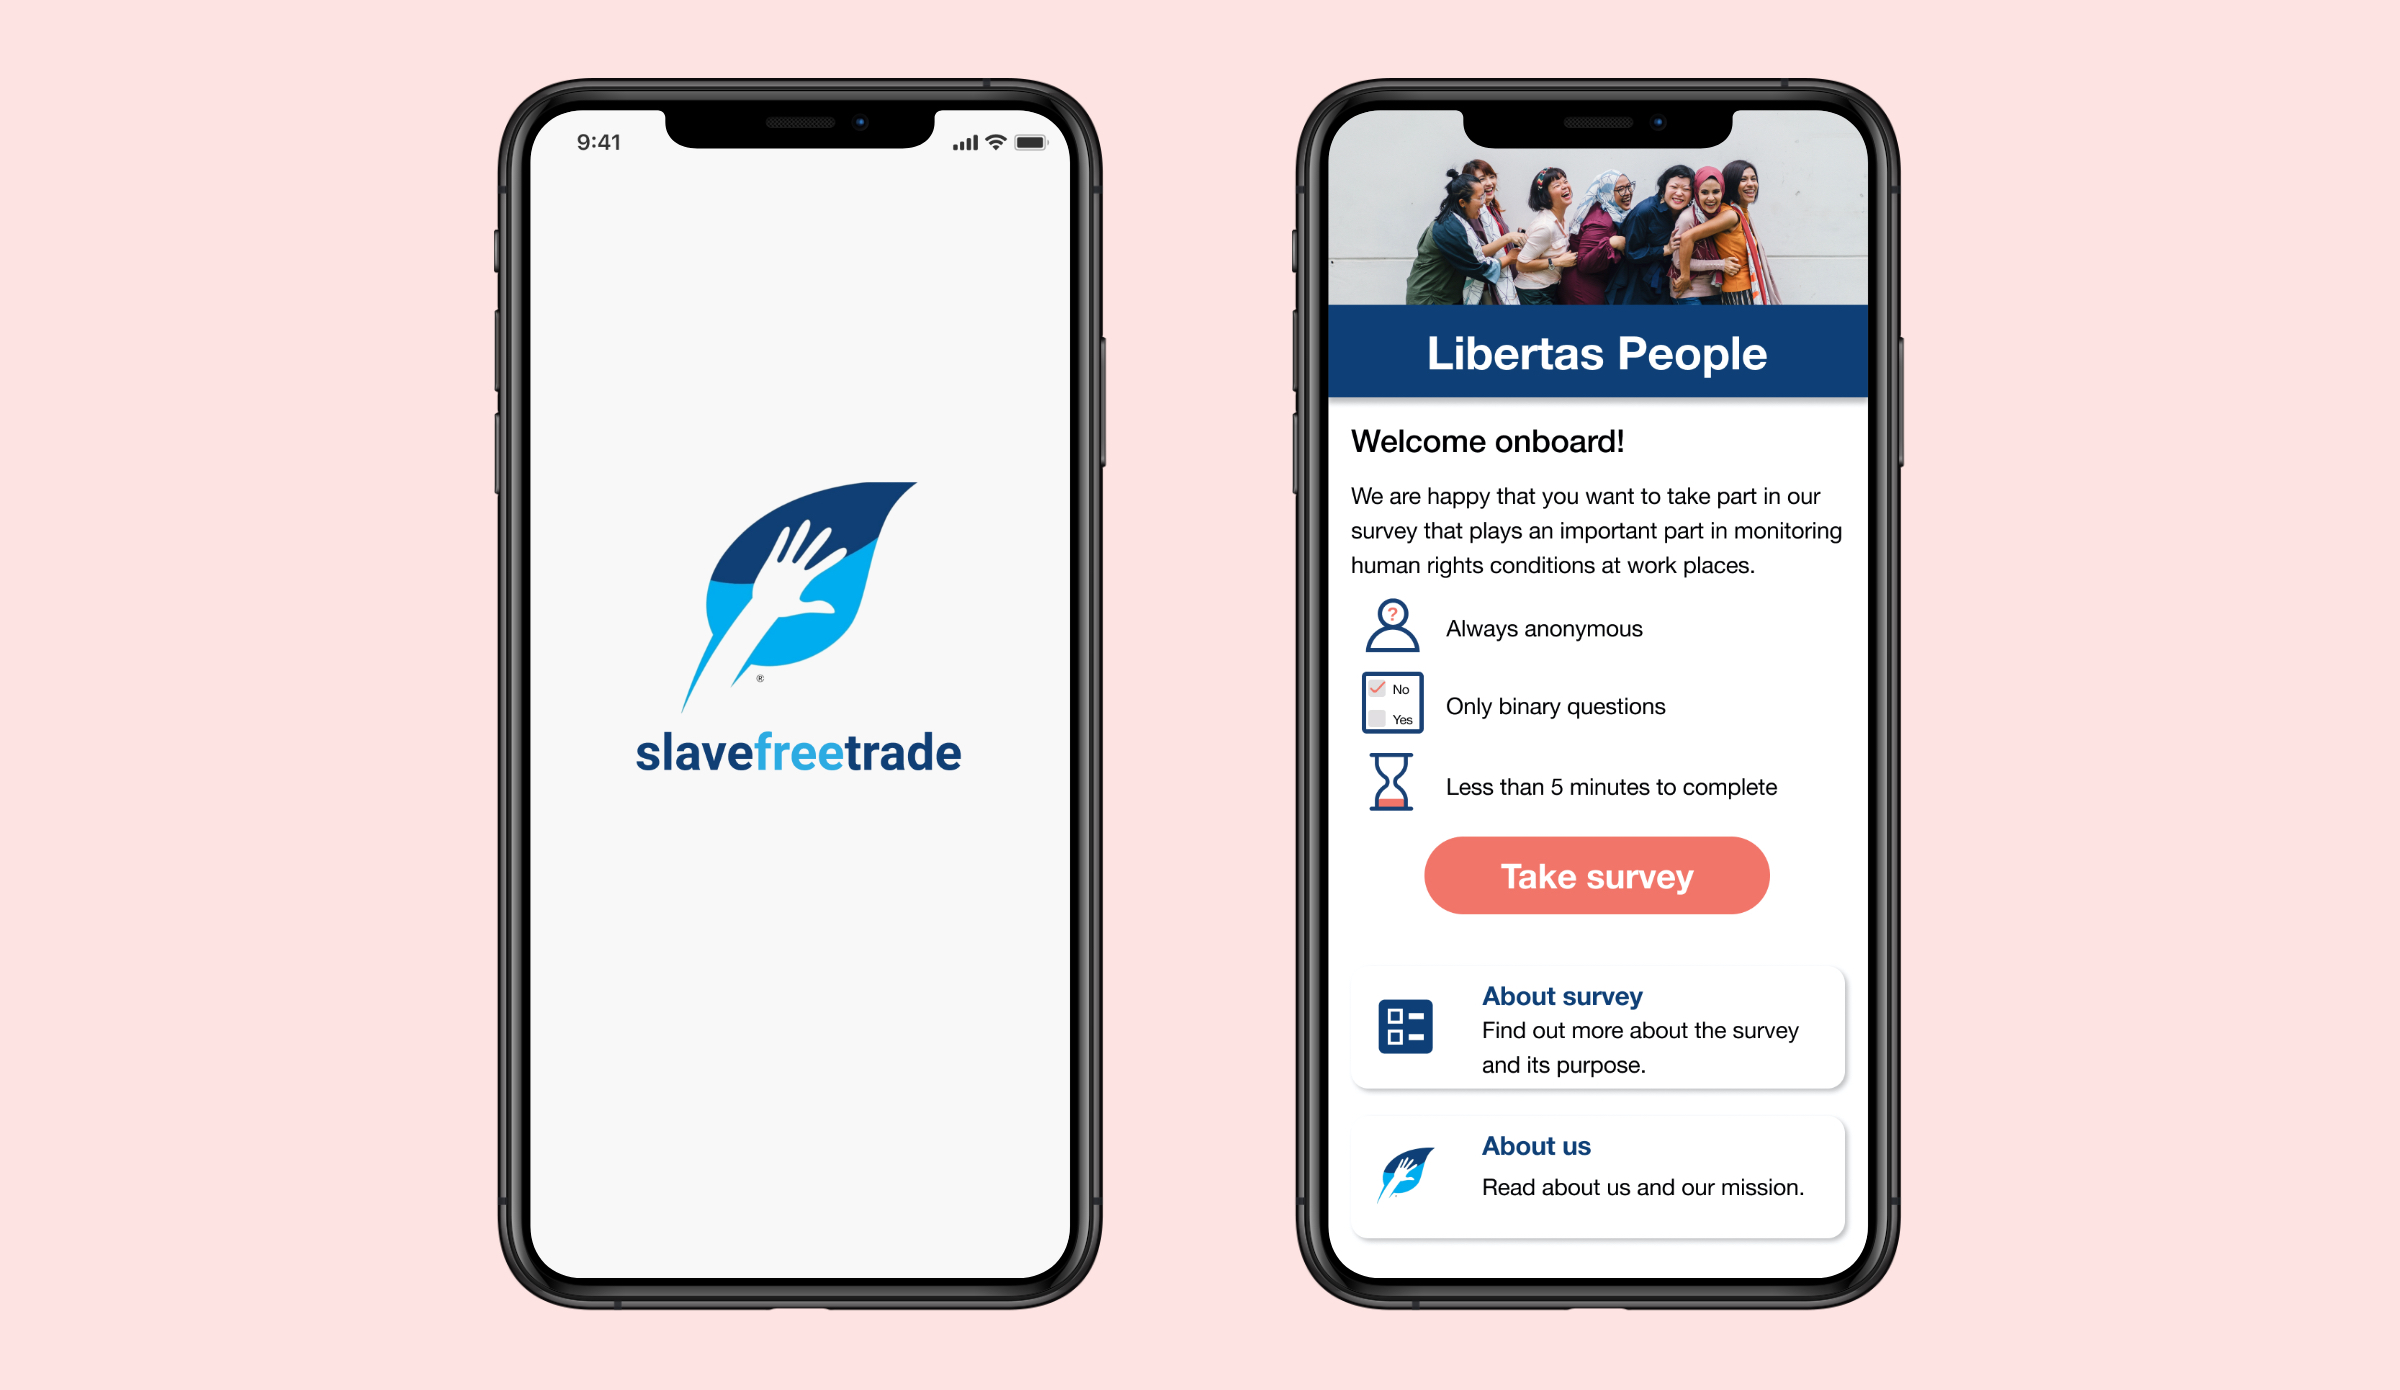 9:41
®
slavefreetrade
Libertas People
Welcome onboard!
We are happy that you want to take part in our
survey that plays an important part in monitoring
human rights conditions at work places.
?
Always anonymous
No
Yes
Only binary questions
Less than 5 minutes to complete
Take survey
About survey
Find out more about the survey
and its purpose.
About us
Read about us and our mission.